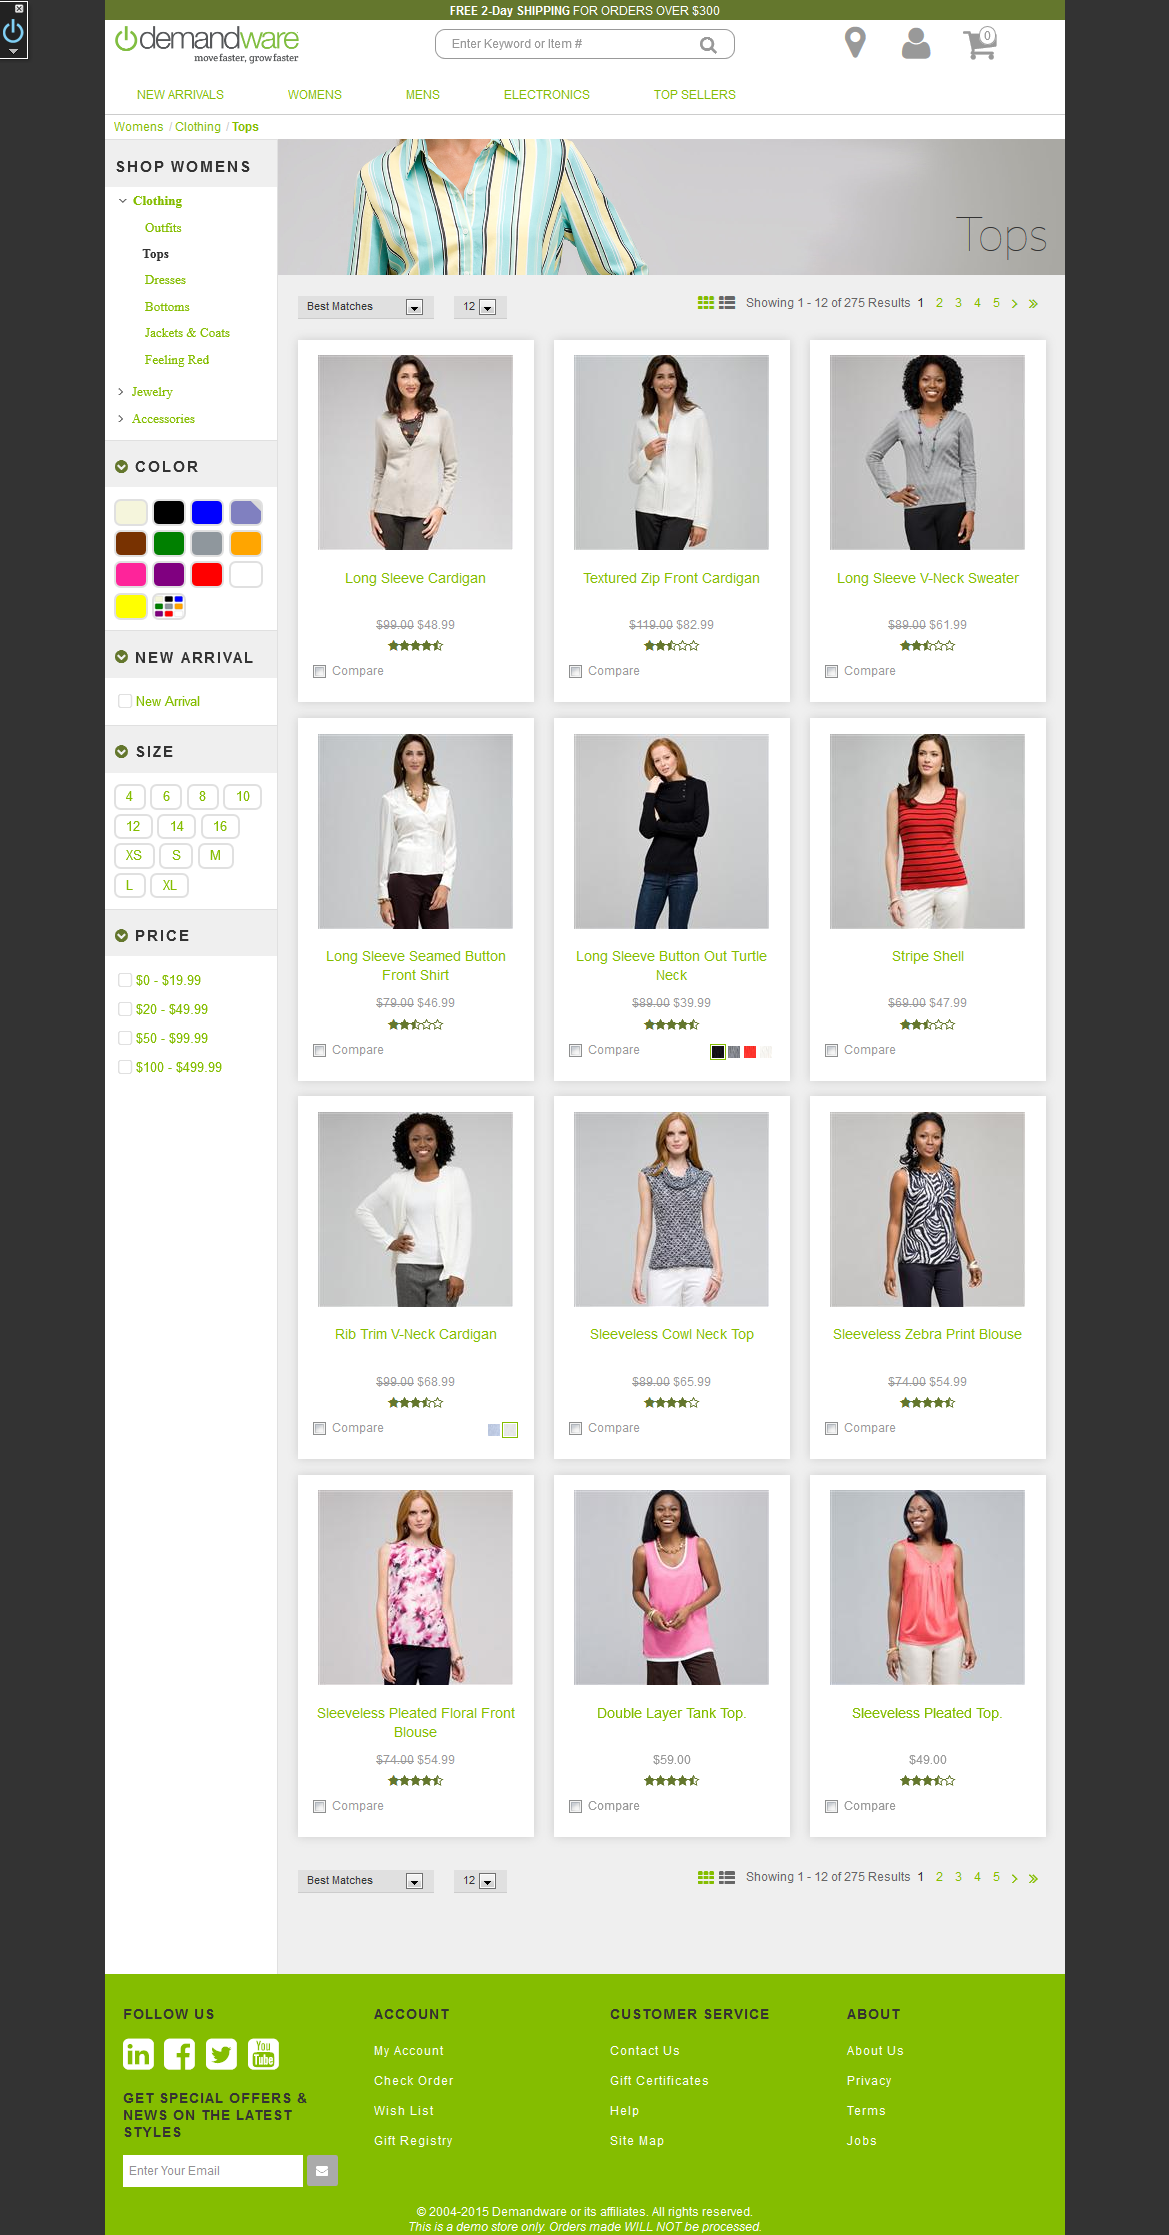 FREE 2-Day SHIPPING FOR ORDERS OVER $300
demandware
move faster, grow faster
Enter Keyword or Item #
0
NEW ARRIVALS WOMENS MENS ELECTRONICS TOP SELLERS
Womens / Clothing / Tops
SHOP WOMENS
Clothing
Outfits
Tops
Dresses
Bottoms
Jackets & Coats
Feeling Red
Jewelry
Accessories
COLOR
NEW ARRIVAL
New Arrival
SIZE
4 6 8 10
12 14 16
XS S M
L XL
PRICE
$0 - $19.99
$20 - $49.99
$50 - $99.99
$100 - $499.99
Tops
Best Matches 12 Showing 1 - 12 of 275 Results 1 2 3 4 5 > »
Long Sleeve Cardigan
$99.00 $48.99
Compare
Textured Zip Front Cardigan
$119.00 $82.99
Compare
Long Sleeve V-Neck Sweater
$89.00 $61.99
Compare
Long Sleeve Seamed Button
Front Shirt
$79.00 $46.99
Compare
Long Sleeve Button Out Turtle
Neck
$89.00 $39.99
Compare
Stripe Shell
$69.00 $47.99
Compare
Rib Trim V-Neck Cardigan
$99.00 $68.99
Compare
Sleeveless Cowl Neck Top
$89.00 $65.99
Compare
Sleeveless Zebra Print Blouse
$74.00 $54.99
Compare
Sleeveless Pleated Floral Front
Blouse
$74.00 $54.99
Compare
Double Layer Tank Top.
$59.00
Compare
Sleeveless Pleated Top.
$49.00
Compare
Best Matches 12 Showing 1 - 12 of 275 Results 1 2 3 4 5 > »
FOLLOW US
in f You Tube
GET SPECIAL OFFERS &
NEWS ON THE LATEST
STYLES
Enter Your Email
ACCOUNT
My Account
Check Order
Wish List
Gift Registry
CUSTOMER SERVICE
Contact Us
Gift Certificates
Help
Site Map
ABOUT
About Us
Privacy
Terms
Jobs
© 2004-2015 Demandware or its affiliates. All rights reserved.
This is a demo store only. Orders made WILL NOT be processed.